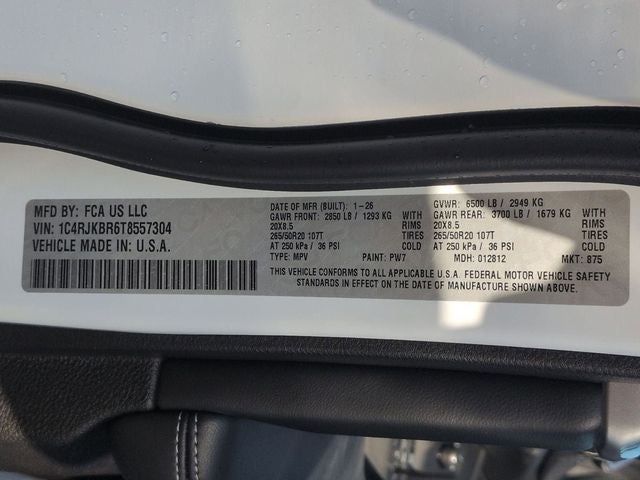 MFD BY: FCA US LLC
VIN: 1C4RJKBR6T8557304
VEHICLE MADE IN U.S.A.
DATE OF MFR (BUILT): 1-26
GAWR FRONT: 2850 LB / 1293 KG WITH
20X8.5 RIMS
265/50R20 107T TIRES
AT 250 kPa / 36 PSI
TYPE: MPV PAINT: PW7
GVWR: 6500 LB / 2949 KG
GAWR REAR: 3700 LB / 1679 KG WITH
20X8.5 RIMS
265/50R20 107T TIRES
AT 250 kPa / 36 PSI
MDH: 012812 MKT: 875
THIS VEHICLE CONFORMS TO ALL APPLICABLE U.S.A. FEDERAL MOTOR VEHICLE SAFETY
STANDARDS IN EFFECT ON THE DATE OF MANUFACTURE SHOWN ABOVE